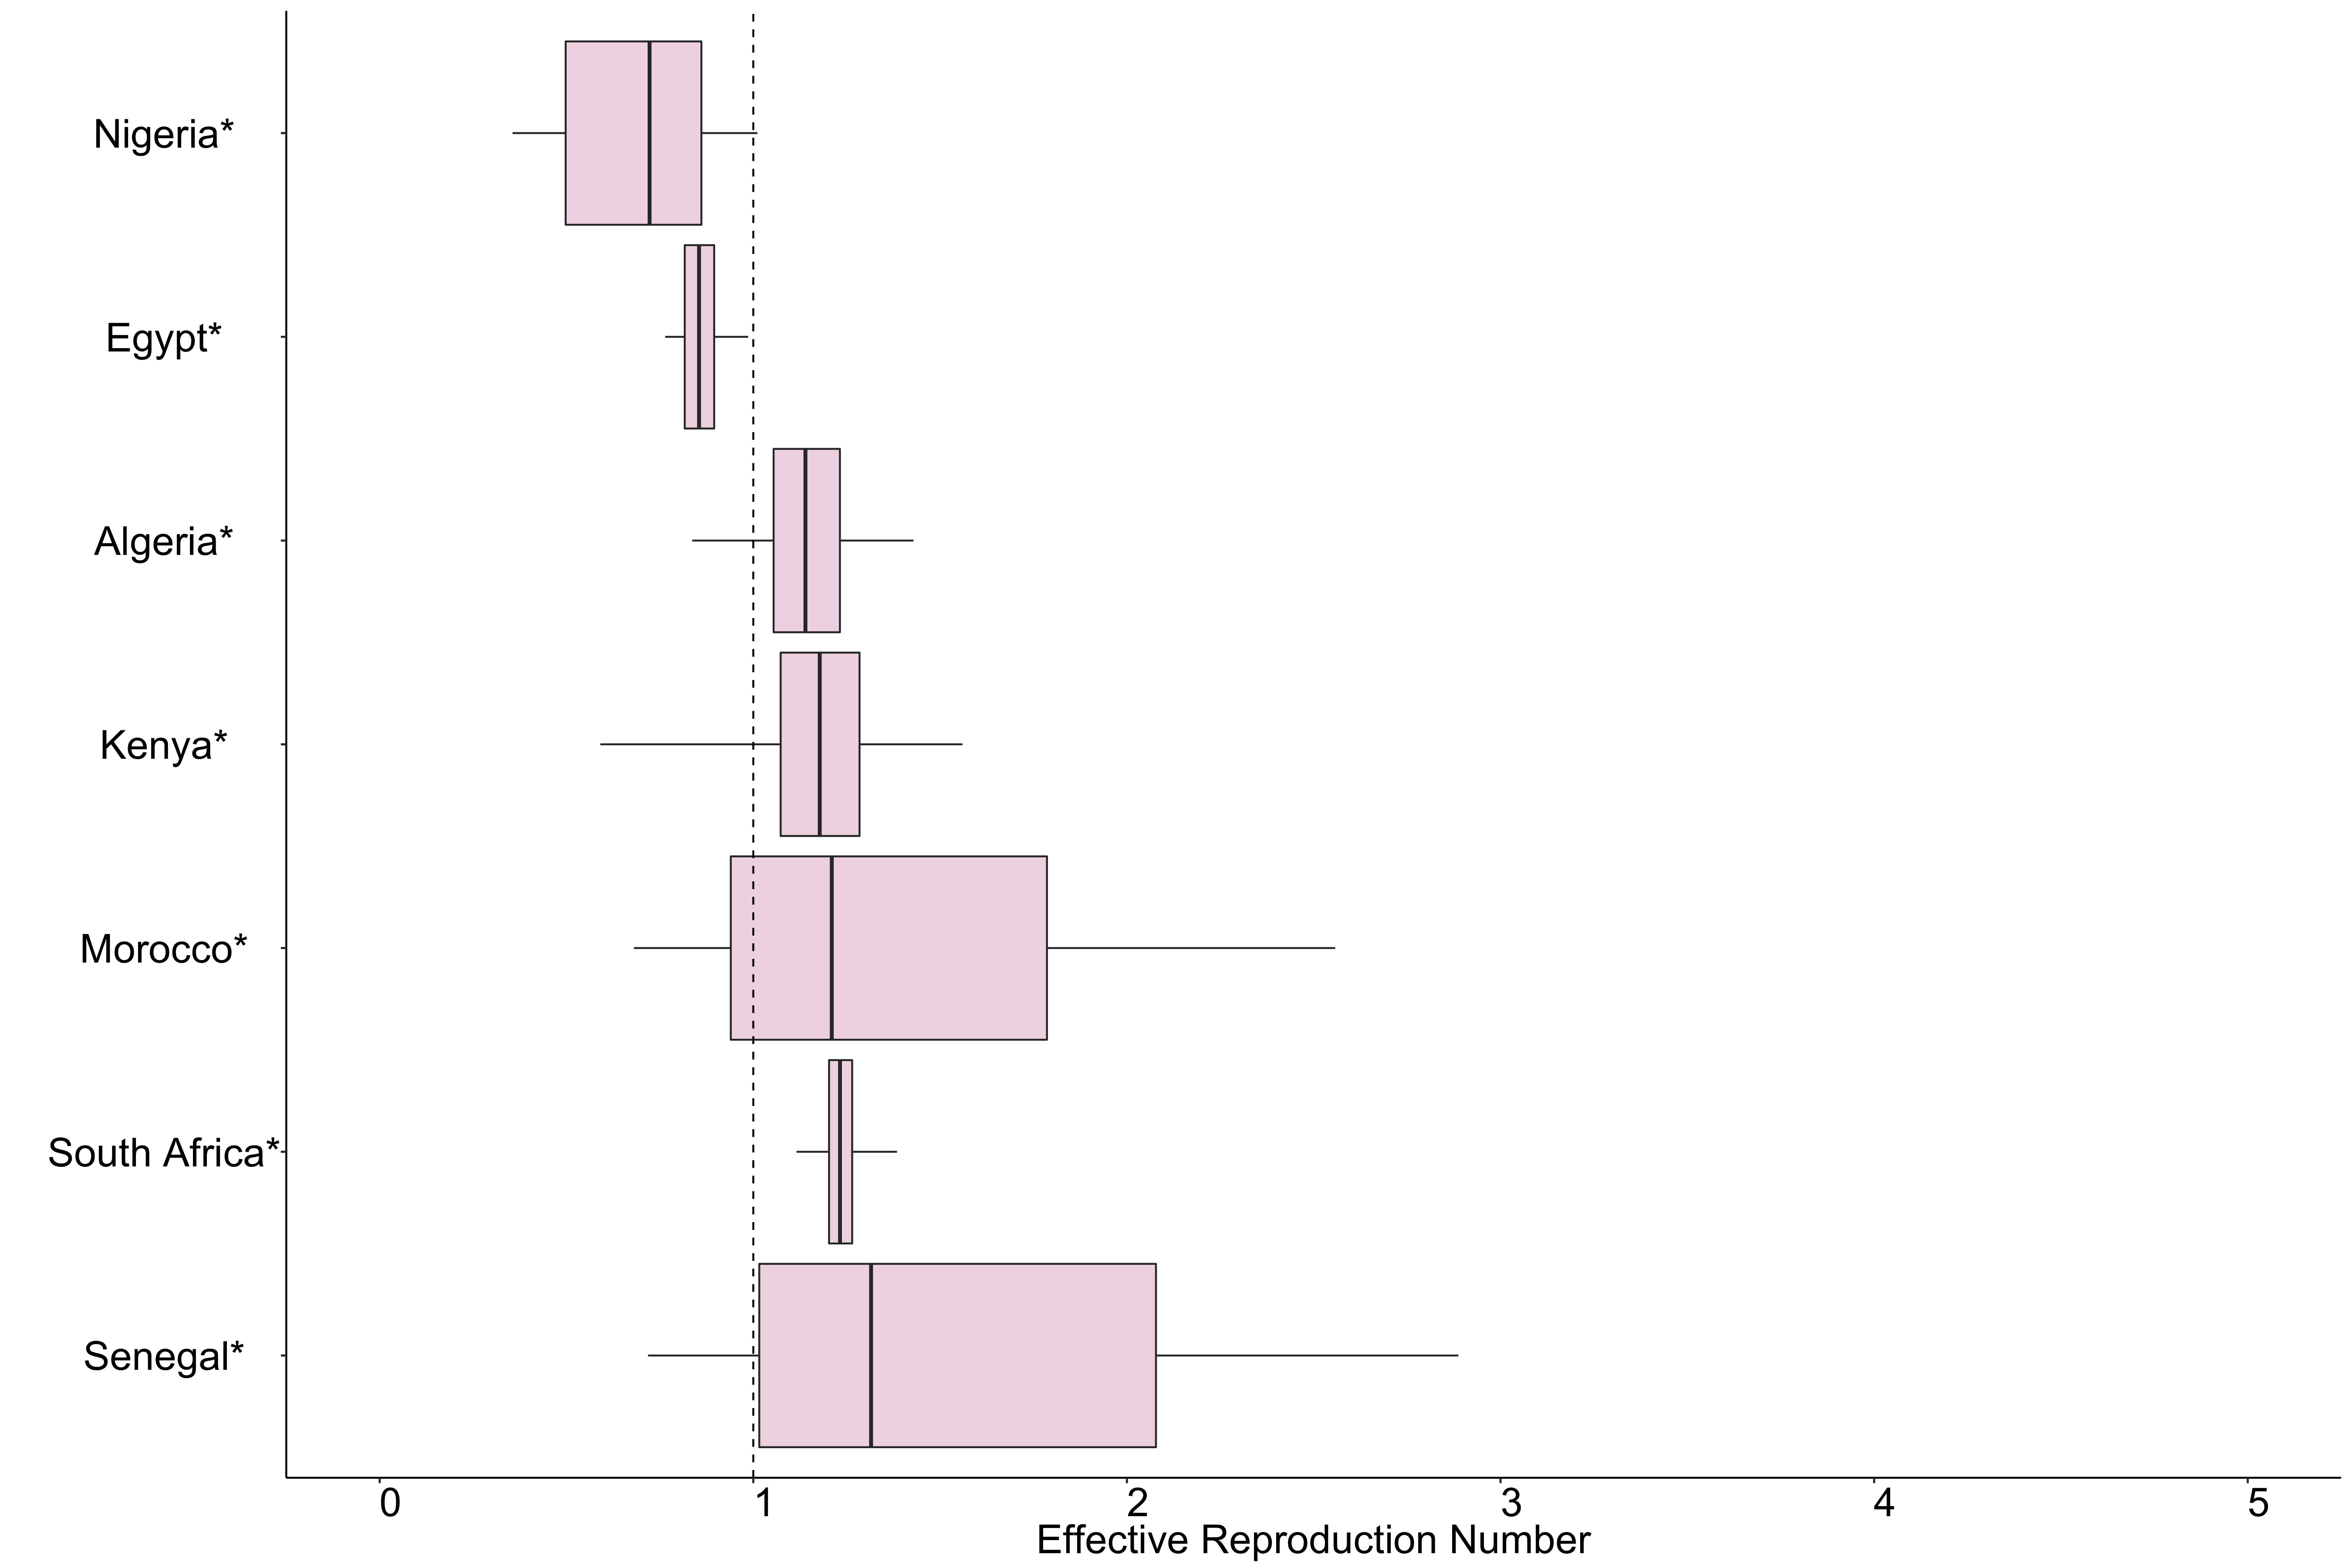 Nigeria*
Egypt*
Algeria*
Kenya*
Morocco*
South Africa*
Senegal*
0 1 2 3 4 5
Effective Reproduction Number